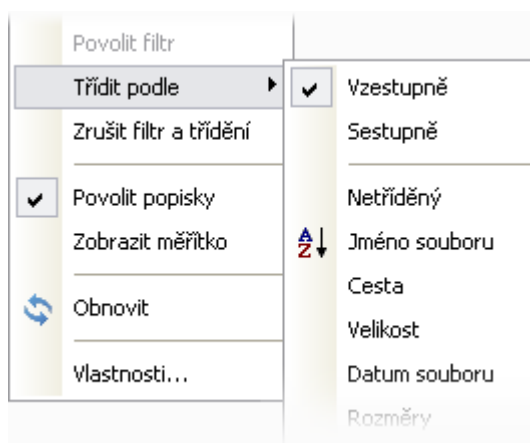 Povolit filtr
Třídit podle
Zrušit filtr a třídění
Povolit popisky
Zobrazit měřítko
Obnovit
Vlastnosti...
Vzestupně
Sestupně
Netříděný
Jméno souboru
Cesta
Velikost
Datum souboru
Rozměry